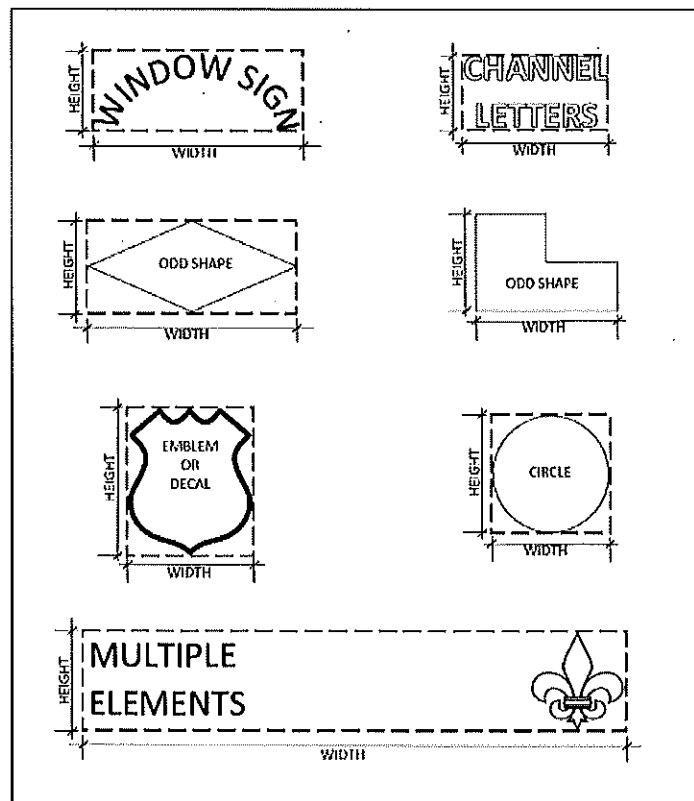 HEIGHT
WINDOW SIGN
WIDTH
HEIGHT
CHANNEL
LETTERS
WIDTH
HEIGHT
ODD SHAPE
WIDTH
HEIGHT
ODD SHAPE
WIDTH
HEIGHT
EMBLEM
OR
DECAL
WIDTH
HEIGHT
CIRCLE
WIDTH
HEIGHT
MULTIPLE
ELEMENTS
WIDTH